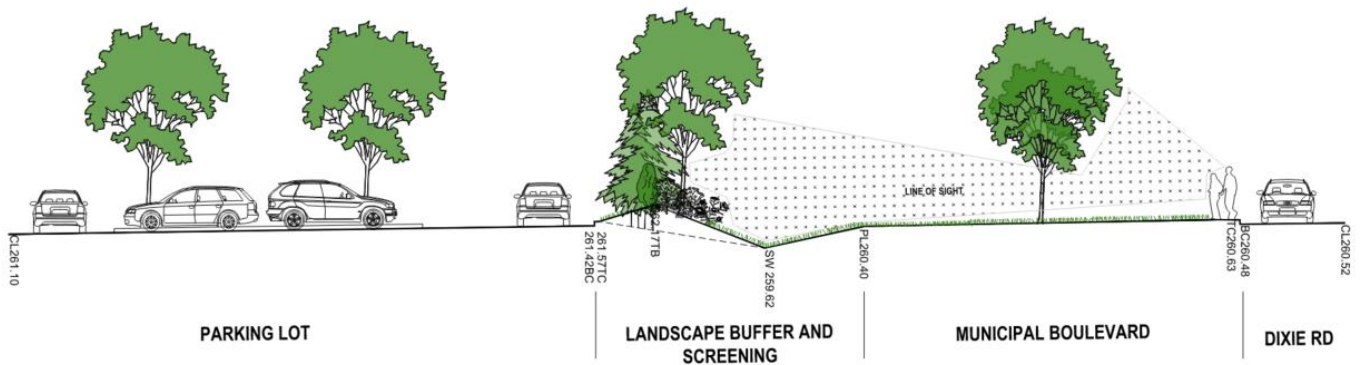 LINE OF SIGHT
CL261.10
261.57TC
261.42BC
17TB
SW 259.62
PL260.40
TC260.63
BC260.48
CL260.52
PARKING LOT
LANDSCAPE BUFFER AND
SCREENING
MUNICIPAL BOULEVARD
DIXIE RD